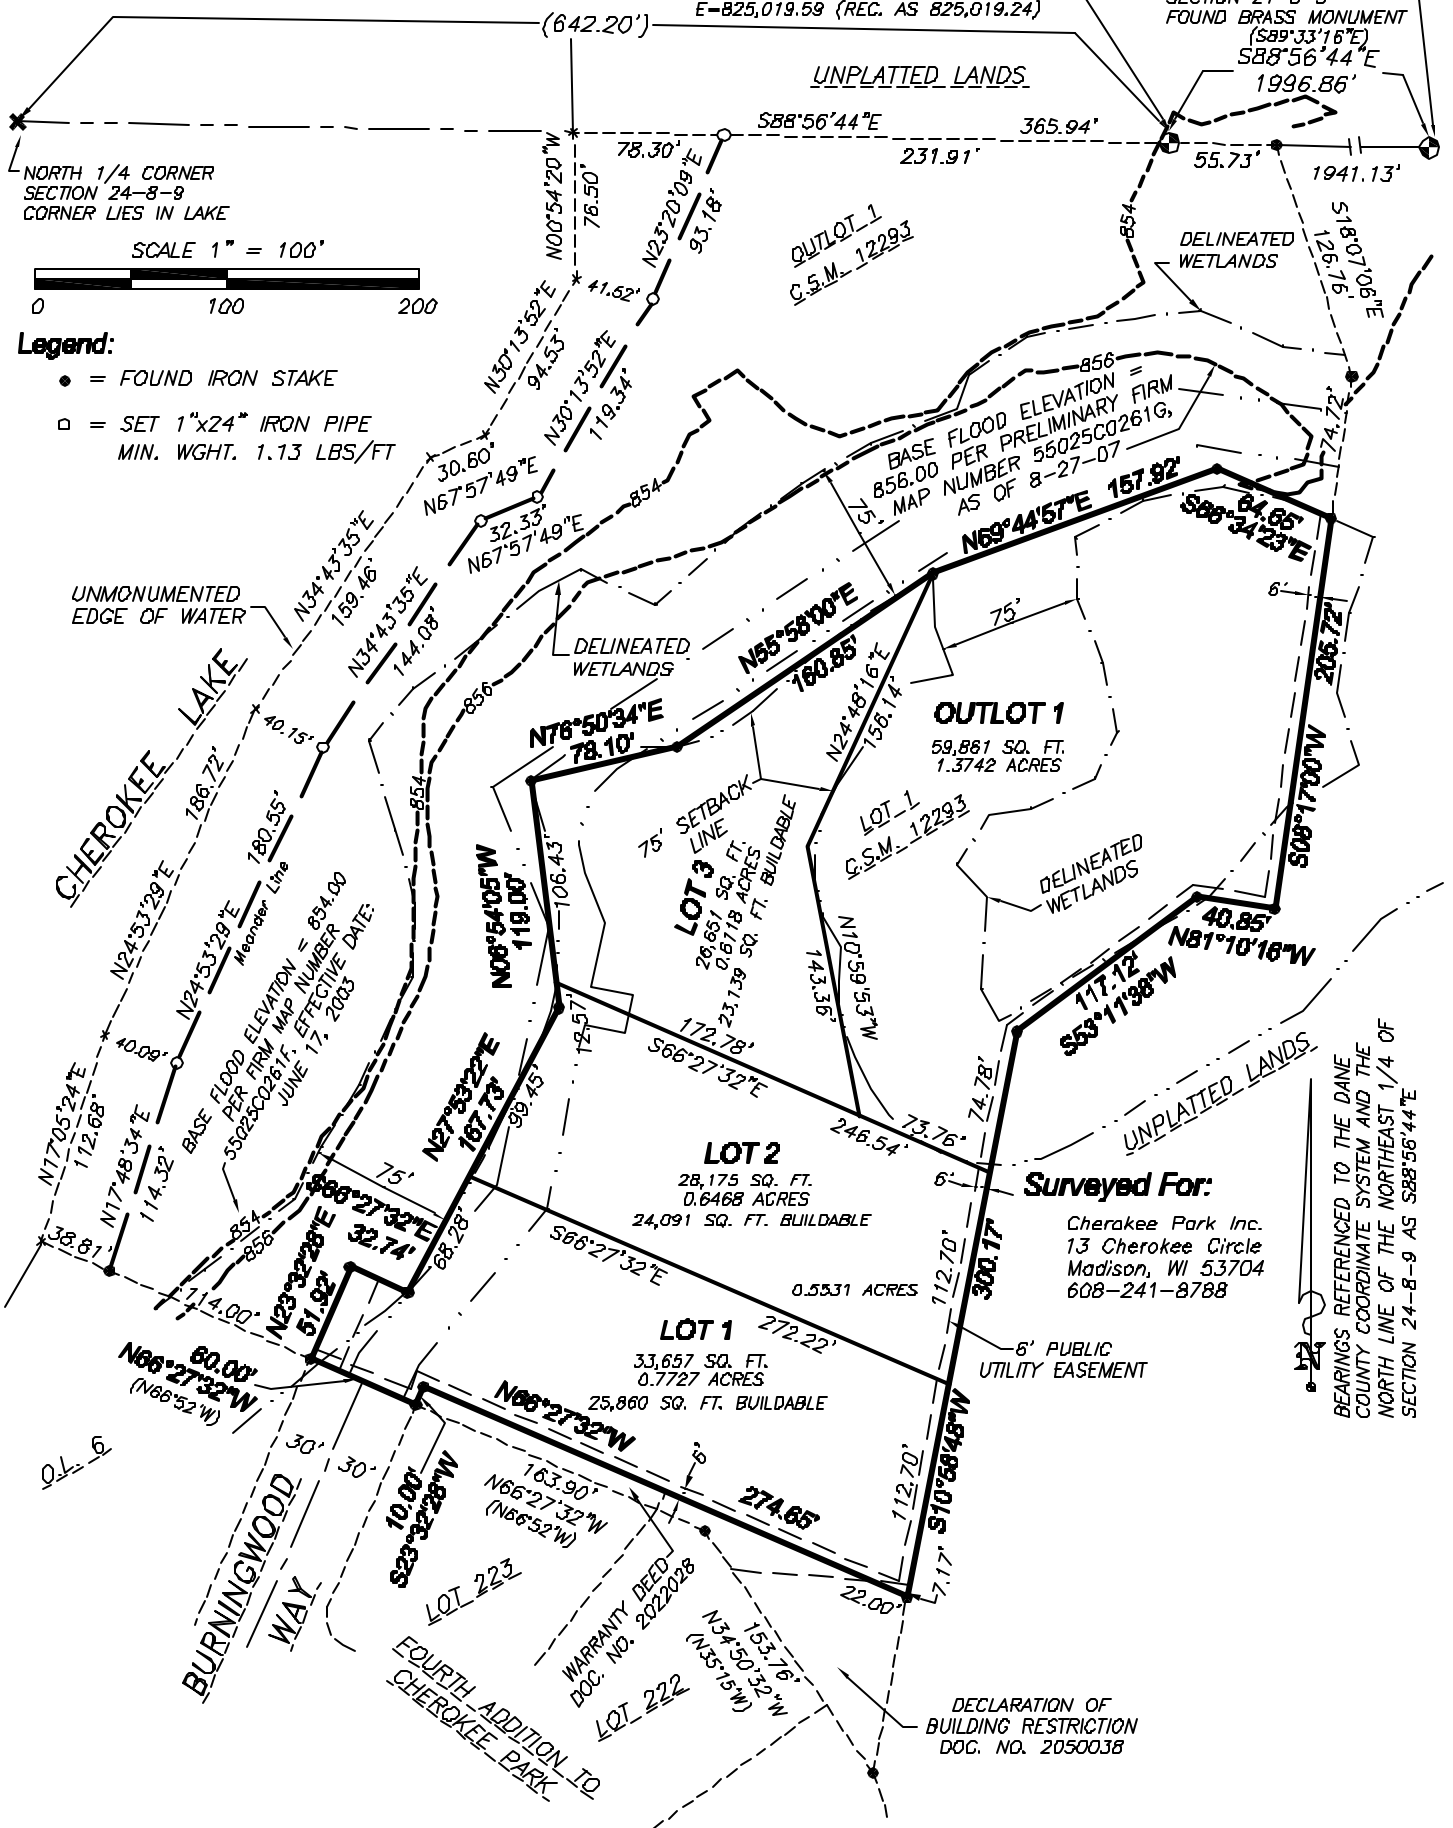 (642.20')
E-825,019.59 (REC. AS 825,019.24)
FOUND BRASS MONUMENT
(S89°33'16"E)
S88°56'44"E
1996.86'
UNPLATTED LANDS
S88°56'44"E
365.94'
78.30'
231.91'
55.73'
1941.13'
NORTH 1/4 CORNER
SECTION 24-8-9
CORNER LIES IN LAKE
SCALE 1" = 100'
0
100
200
Legend:
= FOUND IRON STAKE
= SET 1"x24" IRON PIPE
MIN. WGHT. 1.13 LBS/FT
N00°54'20"W
76.50'
N23°20'09"E
93.18'
41.52'
OUTLOT 1
C.S.M. 12293
854
DELINEATED
WETLANDS
S18°07'06"E
126.76'
74.72'
N30°13'52"E
94.53'
N30°13'52"E
119.34'
30.60'
N67°57'49"E
32.33'
N67°57'49"E
854
856
BASE FLOOD ELEVATION =
856.00 PER PRELIMINARY FIRM
MAP NUMBER 55025C0261G,
AS OF 8-27-07
75'
N69°44'57"E 157.92'
64.65'
S66°34'23"E
N34°43'35"E
159.46'
N34°43'35"E
144.08'
UNMONUMENTED
EDGE OF WATER
DELINEATED
WETLANDS
856
N55°58'00"E
160.85'
75'
6'
205.72'
S08°17'00"W
CHEROKEE LAKE
40.15'
186.72'
N24°53'29"E
180.55'
N24°53'29"E
Meander Line
854
N76°50'34"E
78.10'
N24°48'16"E
156.14'
OUTLOT 1
59,861 SQ. FT.
1.3742 ACRES
75' SETBACK
LINE
LOT 1
C.S.M. 12293
DELINEATED
WETLANDS
N06°54'05"W
119.00'
106.43'
LOT 3
26,651 SQ. FT.
0.6118 ACRES
23,139 SQ. FT. BUILDABLE
N10°59'53"W
143.36'
40.85'
N81°10'16"W
117.12'
S53°11'38"W
BASE FLOOD ELEVATION = 854.00
PER FIRM MAP NUMBER
55025C0261F, EFFECTIVE DATE:
JUNE 17, 2003
40.09'
N17°05'24"E
112.68'
N17°48'34"E
114.32'
12.57'
172.78'
S66°27'32"E
74.78'
N27°53'22"E
167.73'
99.45'
73.76'
246.54'
UNPLATTED LANDS
LOT 2
28,175 SQ. FT.
0.6468 ACRES
24,091 SQ. FT. BUILDABLE
6'
Surveyed For:
Cherokee Park Inc.
13 Cherokee Circle
Madison, WI 53704
608-241-8788
BEARINGS REFERENCED TO THE DANE
COUNTY COORDINATE SYSTEM AND THE
NORTH LINE OF THE NORTHEAST 1/4 OF
SECTION 24-8-9 AS S88°56'44"E
N
75'
S66°27'32"E
32.74'
68.28'
854
856
38.81'
114.00'
N23°32'28"E
51.92'
S66°27'32"E
0.5531 ACRES
112.70'
300.17'
LOT 1
33,657 SQ. FT.
0.7727 ACRES
25,860 SQ. FT. BUILDABLE
272.22'
6' PUBLIC
UTILITY EASEMENT
60.00'
N66°27'32"W
(N66°52'W)
N66°27'32"W
274.65'
6'
112.70'
S10°58'48"W
O.L. 6
30'
30'
BURNINGWOOD
WAY
10.00'
S23°32'28"W
163.90'
N66°27'32"W
(N66°52'W)
22.00'
7.17'
LOT 223
WARRANTY DEED
DOC. NO. 2022028
153.76'
N34°50'32"W
(N35°15'W)
FOURTH ADDITION TO
CHEROKEE PARK
LOT 222
DECLARATION OF
BUILDING RESTRICTION
DOC. NO. 2050038